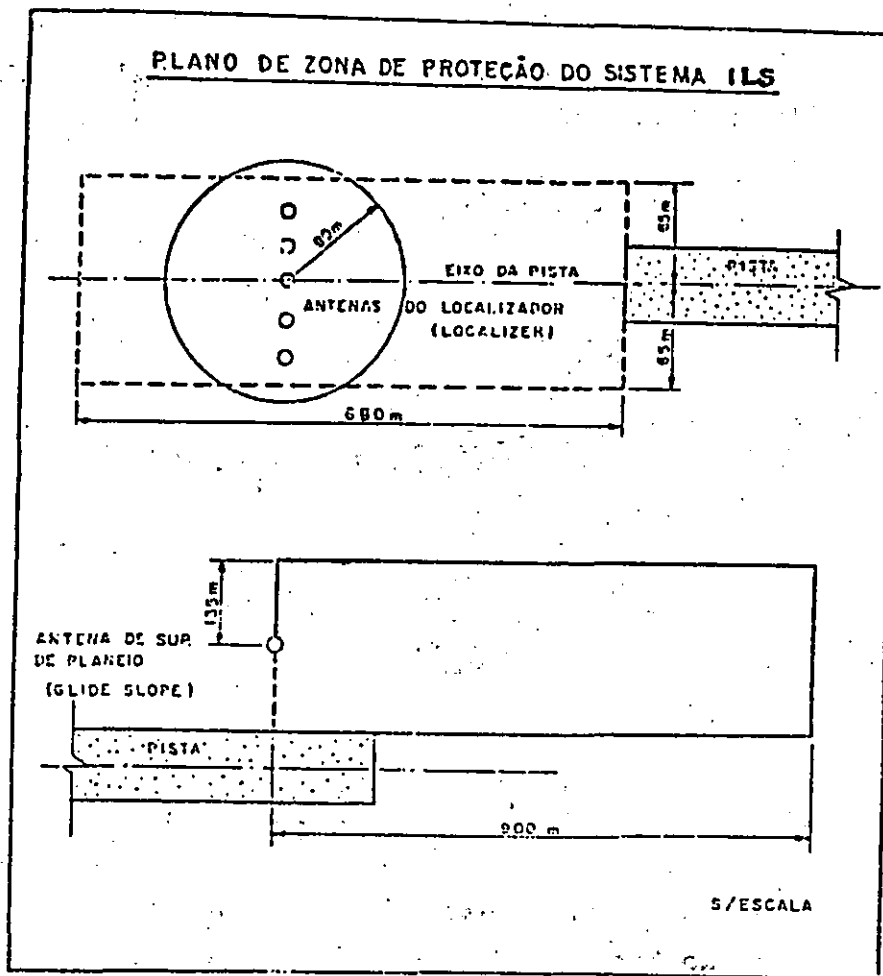 PLANO DE ZONA DE PROTEÇÃO DO SISTEMA ILS
65m
EIXO DA PISTA
PISTA
ANTENAS DO LOCALIZADOR
(LOCALIZER)
65m
680m
135m
ANTENA DE SUP.
DE PLANEIO
(GLIDE SLOPE)
PISTA
900 m
S/ESCALA